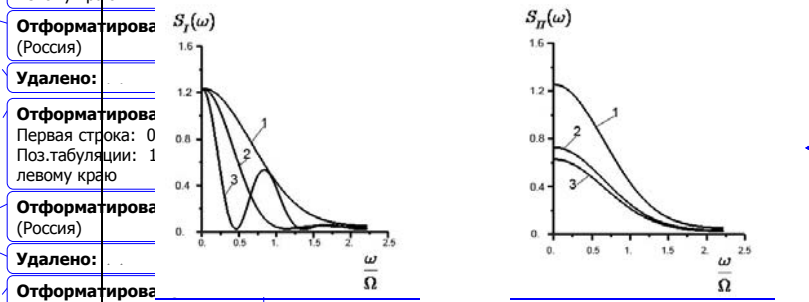 Отформатирова
(Россия)
Удалено:
Отформатирова
Первая строка: 0
Поз.табуляции: 1
левому краю
Отформатирова
(Россия)
Удалено:
Отформатирова
S_I(ω)
1.6
1.2
0.8
0.4
0.
0.
0.5
1.
1.5
2.
2.5
1
2
3
ω
Ω
S_II(ω)
1.6
1.2
0.8
0.4
0.
0.
0.5
1.
1.5
2.
2.5
1
2
3
ω
Ω